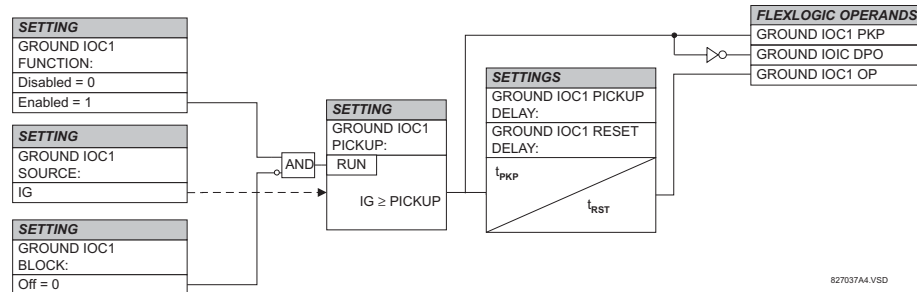 SETTING
GROUND IOC1
FUNCTION:
Disabled = 0
Enabled = 1
SETTING
GROUND IOC1
SOURCE:
IG
SETTING
GROUND IOC1
BLOCK:
Off = 0
AND
SETTING
GROUND IOC1
PICKUP:
RUN
IG ≥ PICKUP
SETTINGS
GROUND IOC1 PICKUP
DELAY:
GROUND IOC1 RESET
DELAY:
tPKP
tRST
FLEXLOGIC OPERANDS
GROUND IOC1 PKP
GROUND IOIC DPO
GROUND IOC1 OP
827037A4.VSD